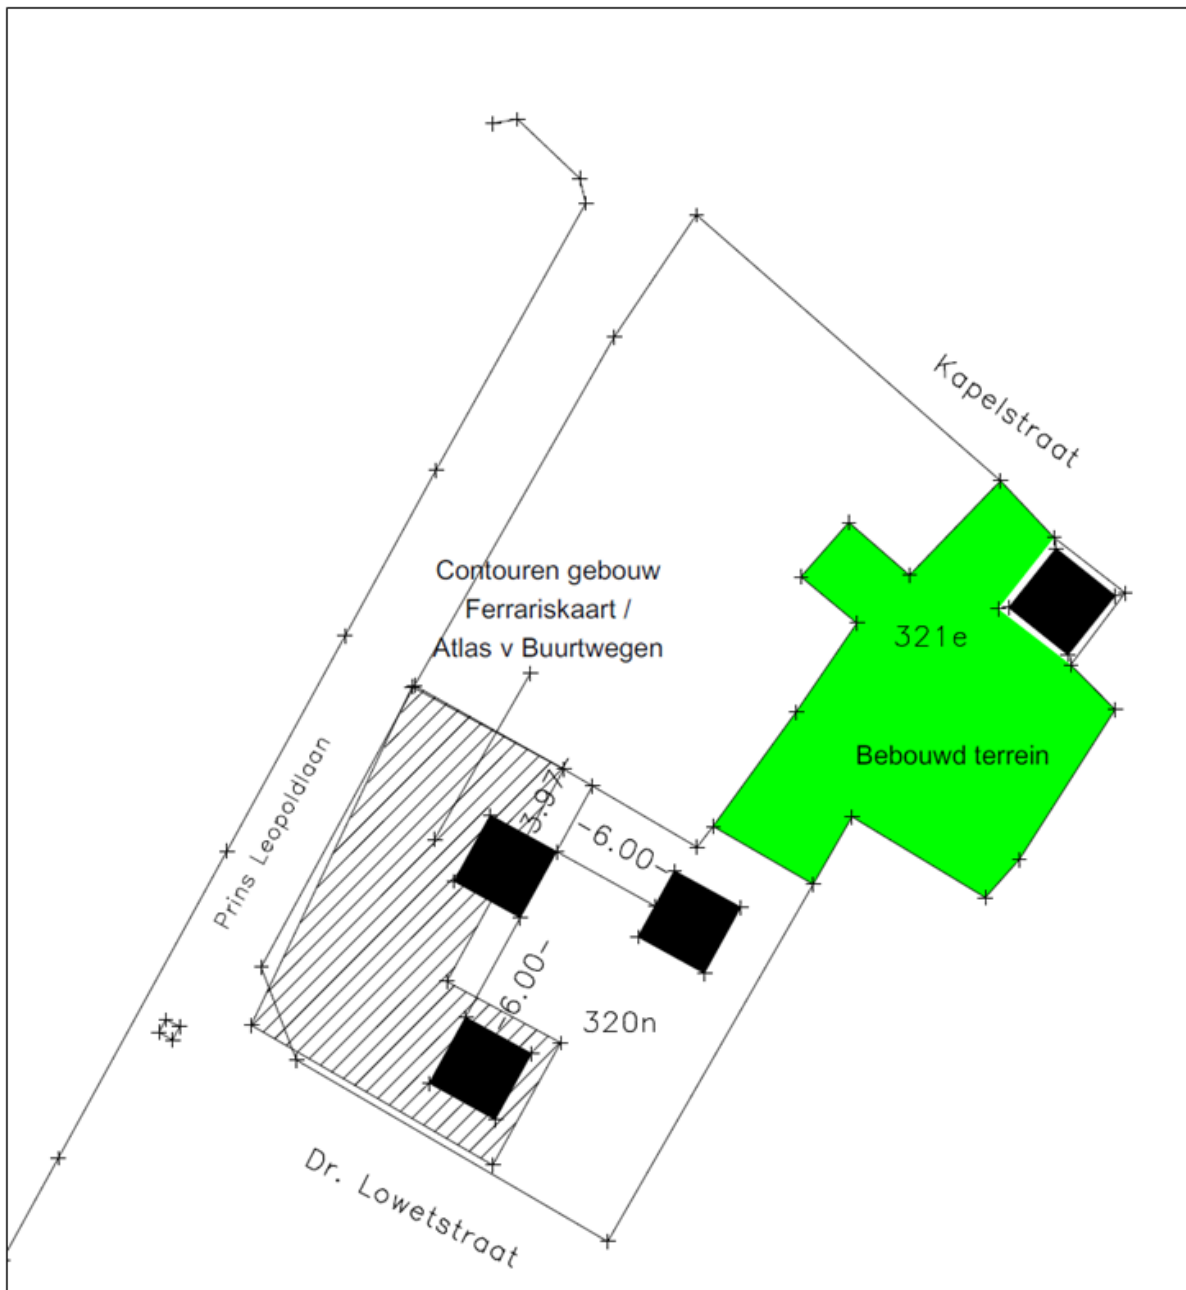 Kapelstraat
Contouren gebouw
Ferrariskaart /
Atlas v Buurtwegen
321e
Bebouwd terrein
Prins Leopoldlaan
3.97
-6.00-
-6.00-
320n
Dr. Lowetstraat